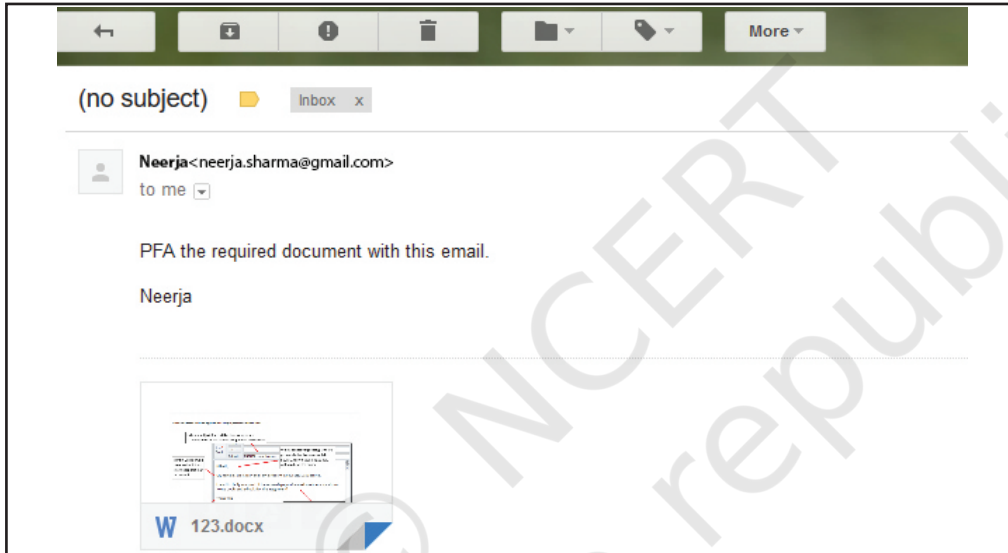 More
(no subject) Inbox x
Neerja<neerja.sharma@gmail.com>
to me
PFA the required document with this email.
Neerja
W 123.docx
© NCERT
republi